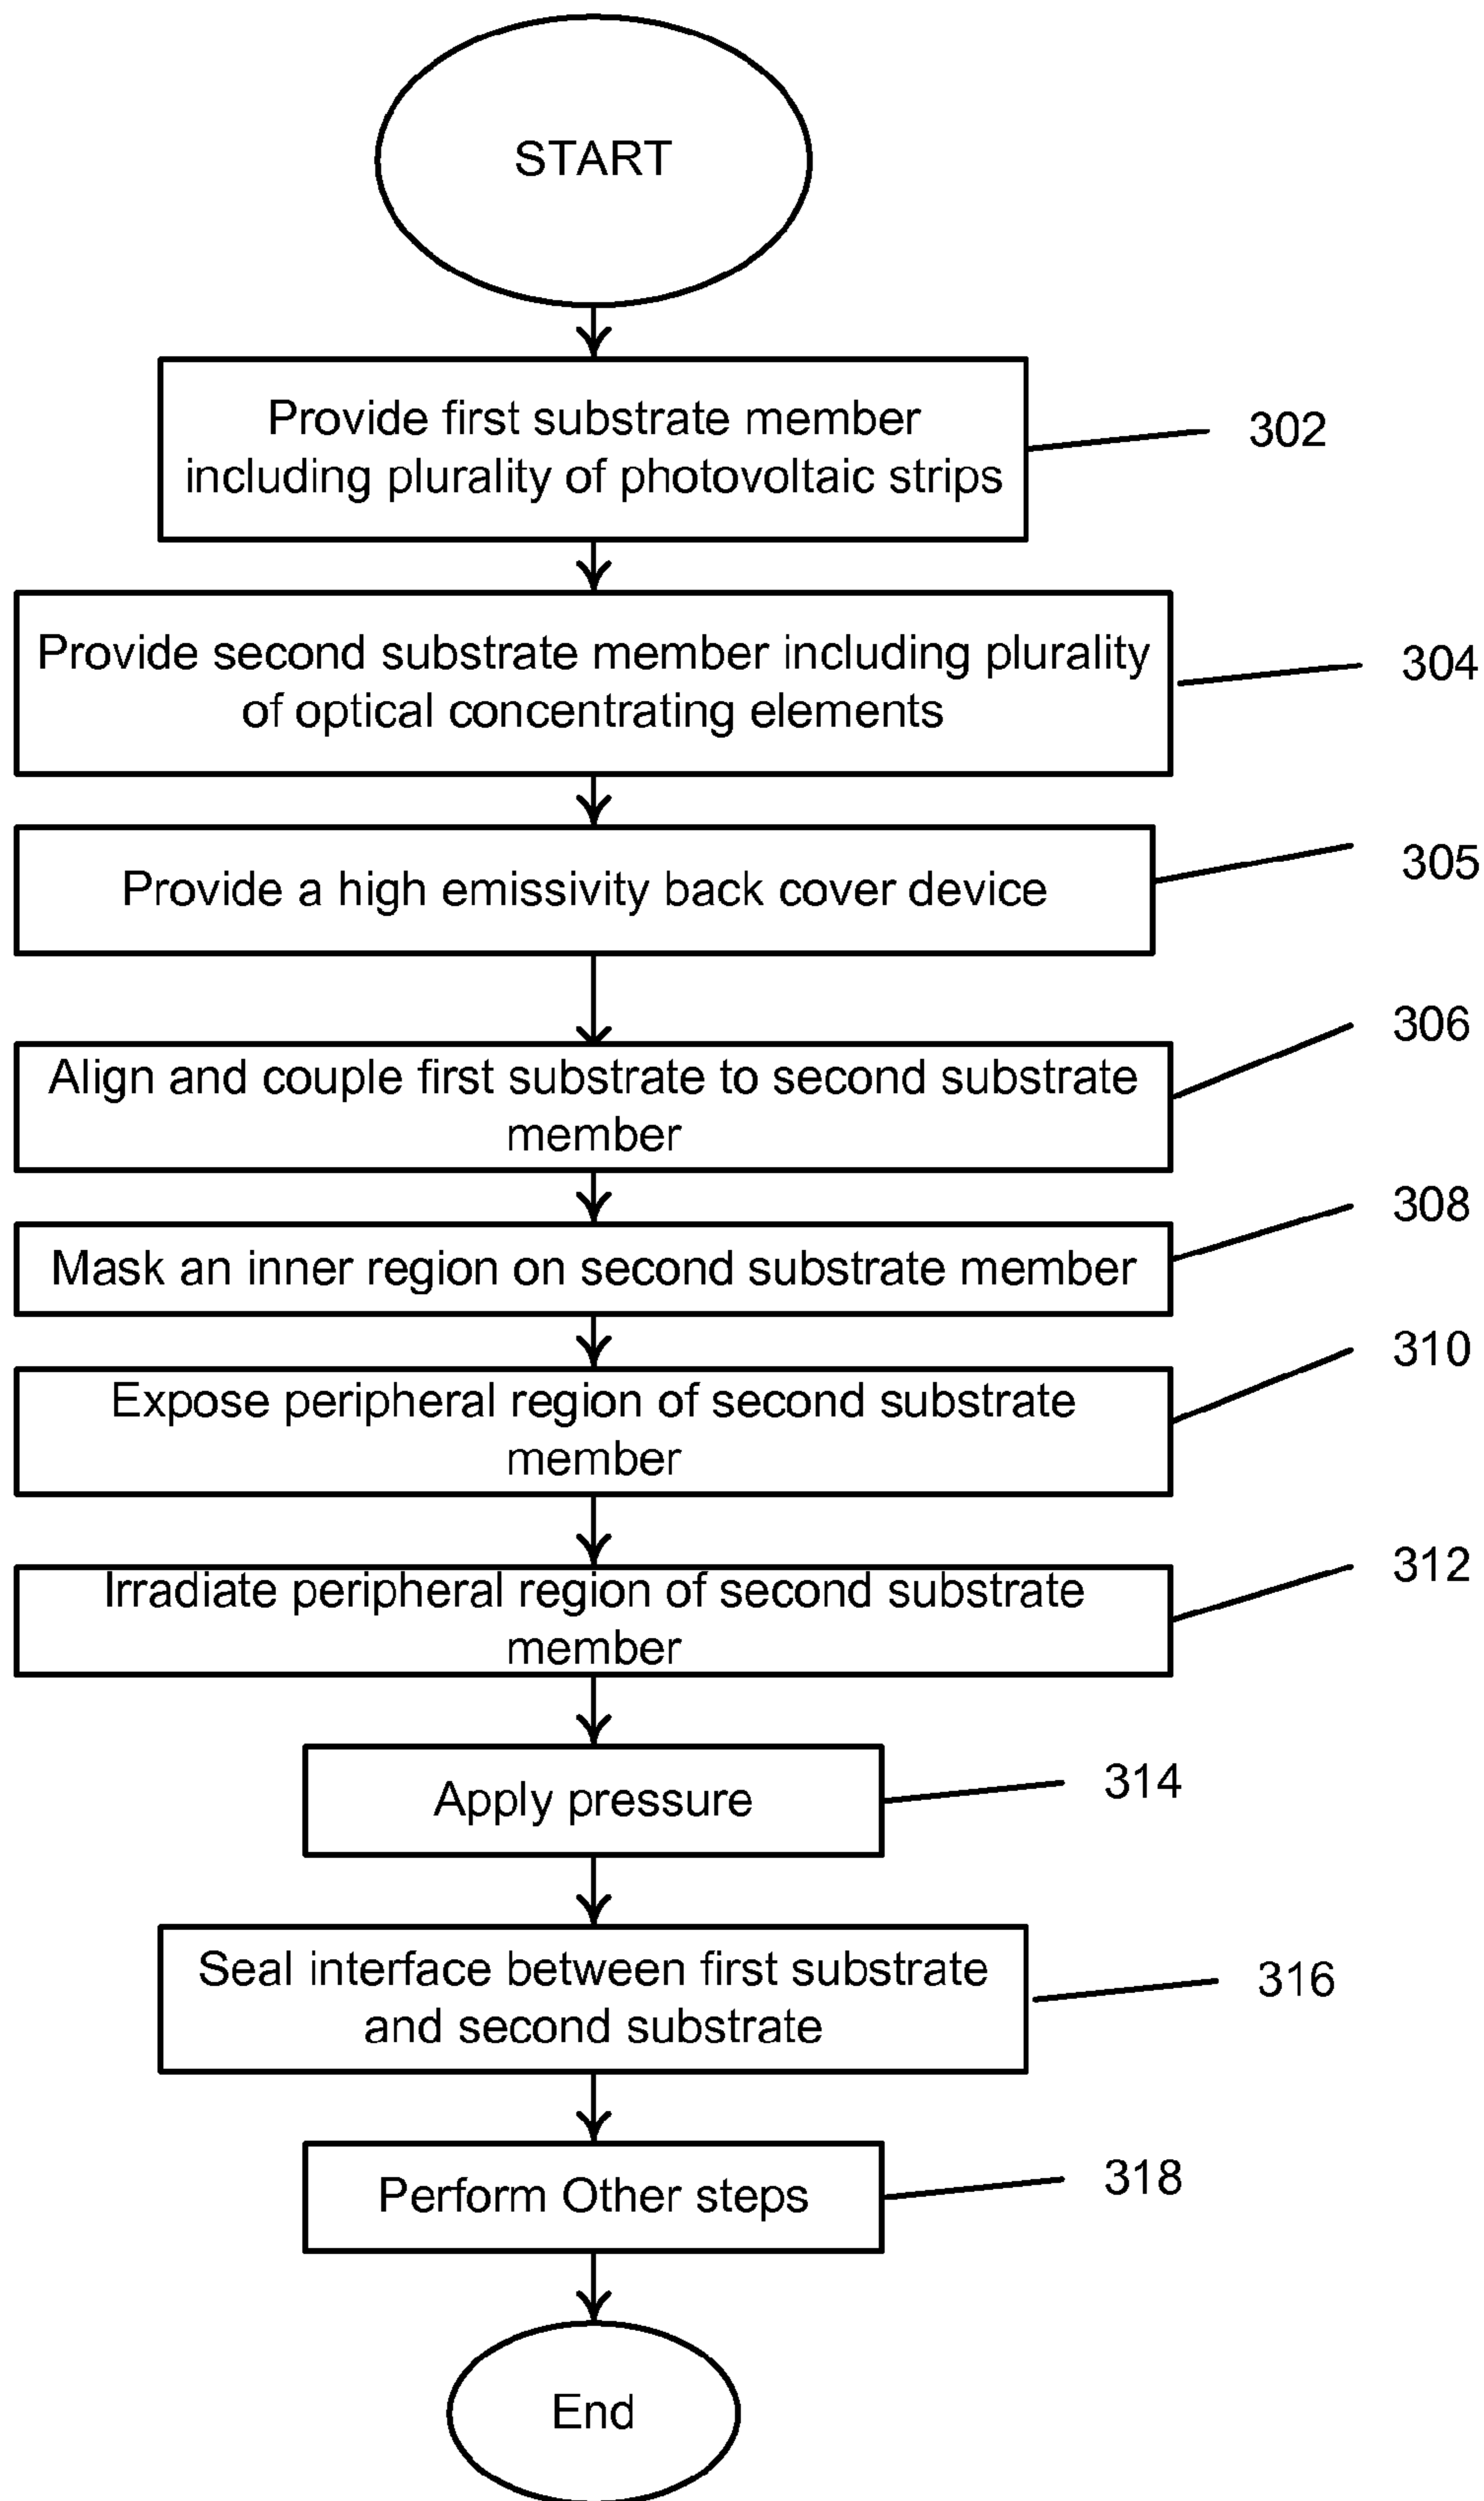 START
Provide first substrate member
including plurality of photovoltaic strips
302
Provide second substrate member including plurality
of optical concentrating elements
304
Provide a high emissivity back cover device
305
Align and couple first substrate to second substrate
member
306
Mask an inner region on second substrate member
308
Expose peripheral region of second substrate
member
310
Irradiate peripheral region of second substrate
member
312
Apply pressure
314
Seal interface between first substrate
and second substrate
316
Perform Other steps
318
End